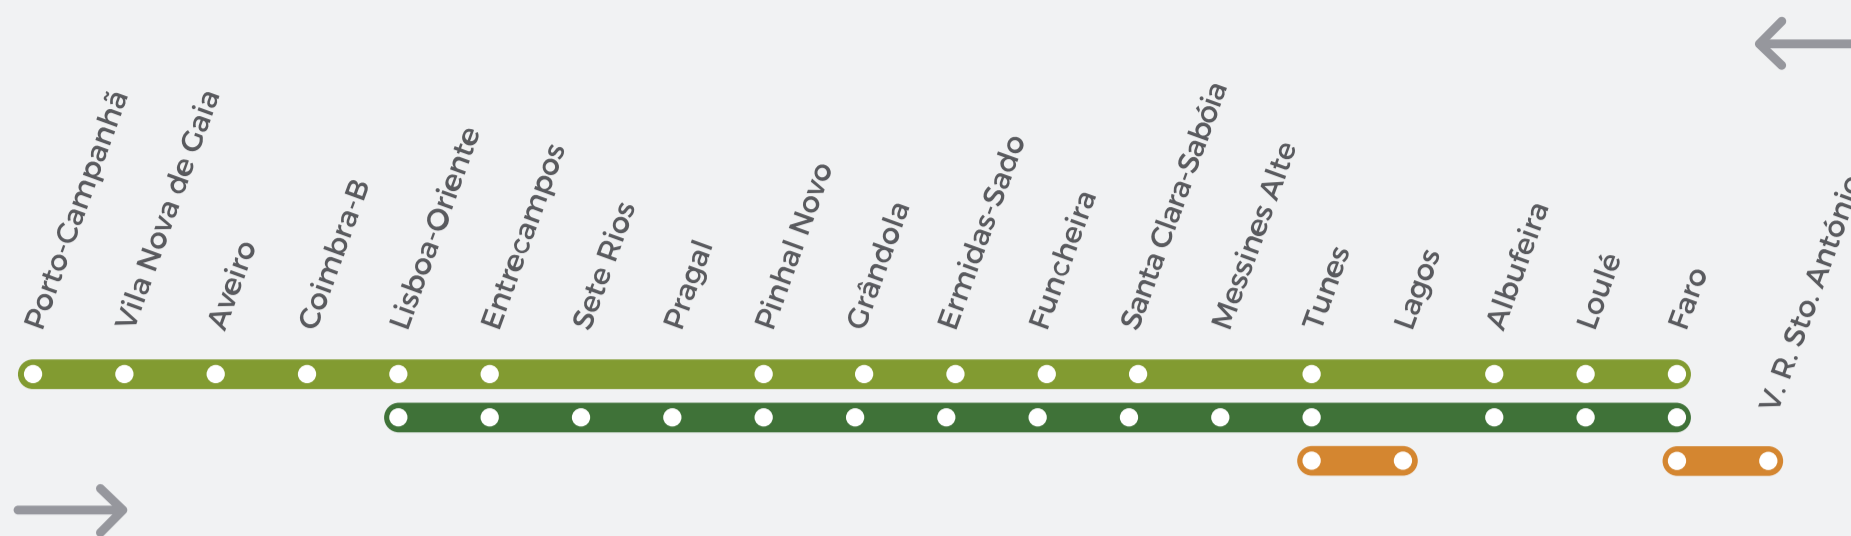 Porto-Campanhã
Vila Nova de Gaia
Aveiro
Coimbra-B
Lisboa-Oriente
Entrecampos
Sete Rios
Pragal
Pinhal Novo
Grândola
Ermidas-Sado
Funcheira
Santa Clara-Sabóia
Messines Alte
Tunes
Lagos
Albufeira
Loulé
Faro
V. R. Sto. António